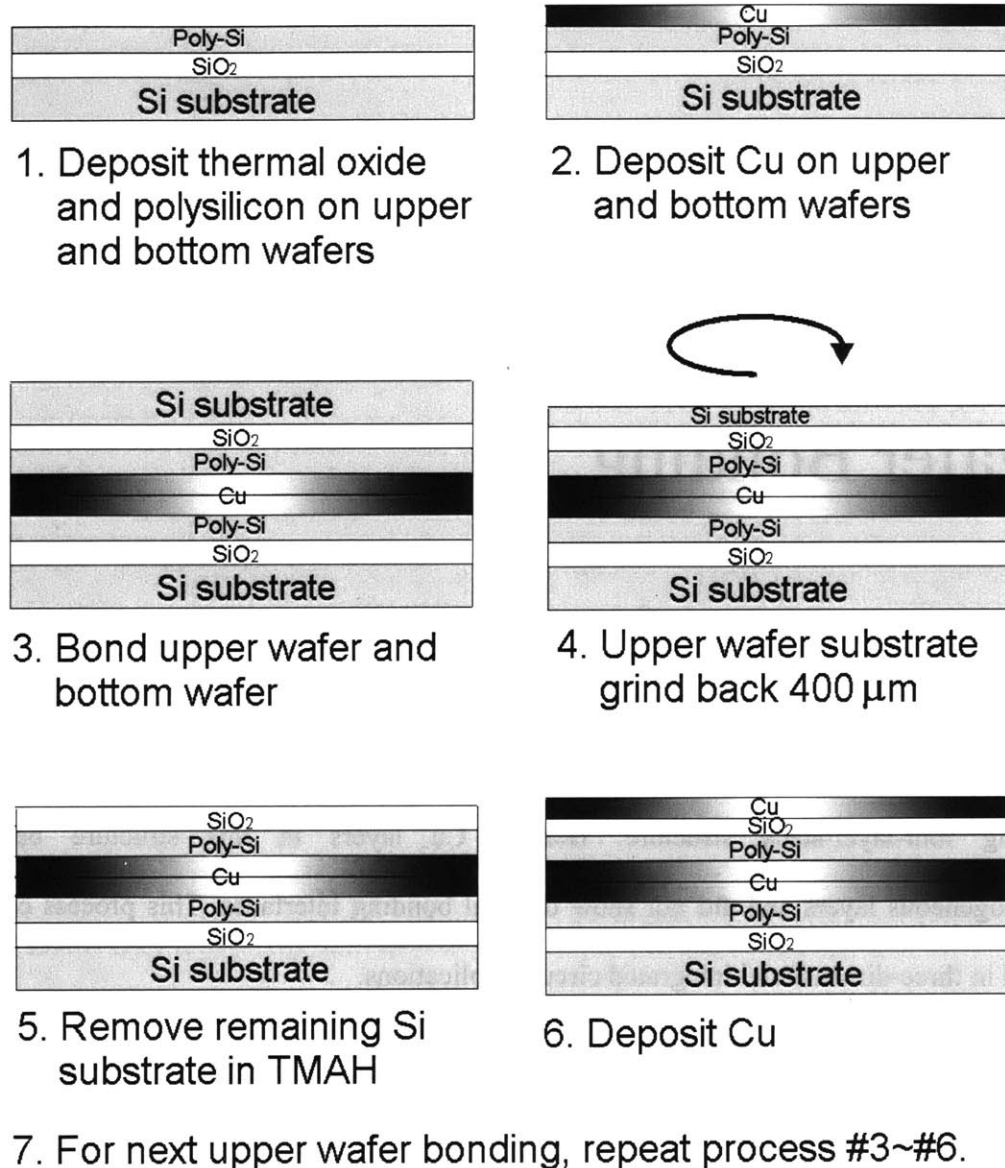 Poly-Si
SiO2
Si substrate
1. Deposit thermal oxide
and polysilicon on upper
and bottom wafers
Cu
Poly-Si
SiO2
Si substrate
2. Deposit Cu on upper
and bottom wafers
Si substrate
SiO2
Poly-Si
Cu
Poly-Si
SiO2
Si substrate
3. Bond upper wafer and
bottom wafer
Si substrate
SiO2
Poly-Si
Cu
Poly-Si
SiO2
Si substrate
4. Upper wafer substrate
grind back 400 μm
SiO2
Poly-Si
Cu
Poly-Si
SiO2
Si substrate
5. Remove remaining Si
substrate in TMAH
Cu
SiO2
Poly-Si
Cu
Poly-Si
SiO2
Si substrate
6. Deposit Cu
7. For next upper wafer bonding, repeat process #3~#6.